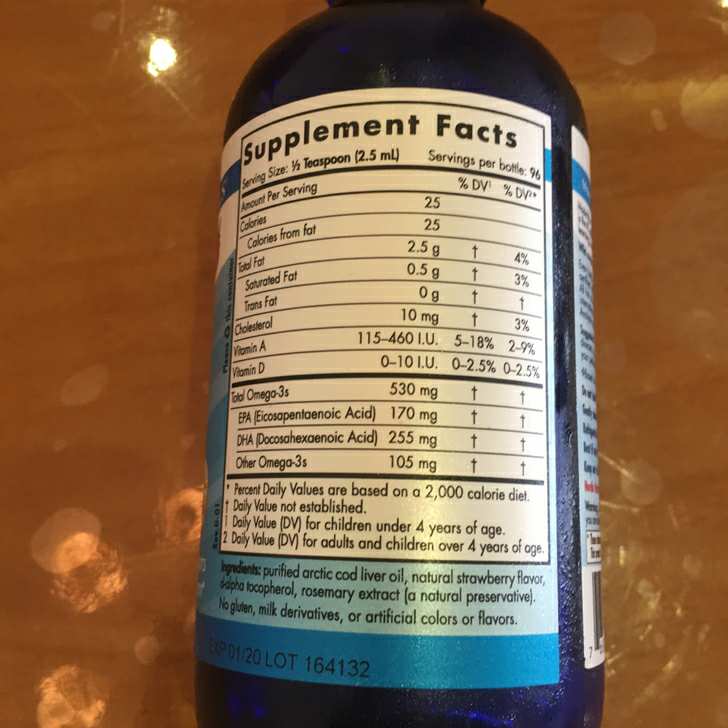 Supplement Facts
Serving Size: ½ Teaspoon (2.5 mL) Servings per bottle: 96
Amount Per Serving % DV¹ % DV²*
Calories 25
Calories from fat 25
Total Fat 2.5 g † 4%
Saturated Fat 0.5 g † 3%
Trans Fat 0 g † †
Cholesterol 10 mg † 3%
Vitamin A 115–460 I.U. 5–18% 2–9%
Vitamin D 0–10 I.U. 0–2.5% 0–2.5%
Total Omega-3s 530 mg † †
EPA (Eicosapentaenoic Acid) 170 mg † †
DHA (Docosahexaenoic Acid) 255 mg † †
Other Omega-3s 105 mg † †
* Percent Daily Values are based on a 2,000 calorie diet.
† Daily Value not established.
1 Daily Value (DV) for children under 4 years of age.
2 Daily Value (DV) for adults and children over 4 years of age.
Ingredients: purified arctic cod liver oil, natural strawberry flavor,
d-alpha tocopherol, rosemary extract (a natural preservative).
No gluten, milk derivatives, or artificial colors or flavors.
EXP 01/20 LOT 164132